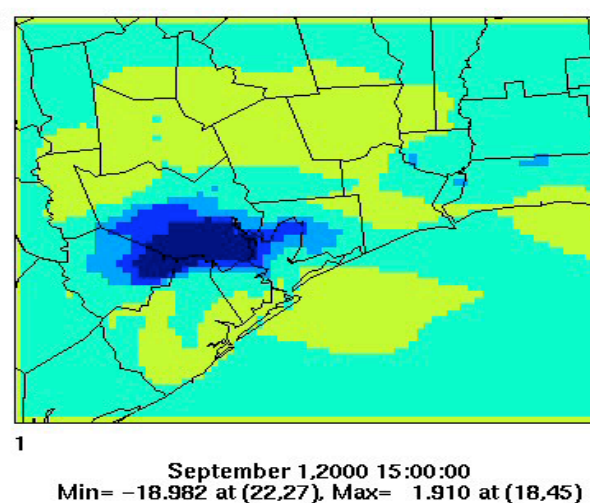 1
September 1,2000 15:00:00
Min= −18.982 at (22,27), Max= 1.910 at (18,45)